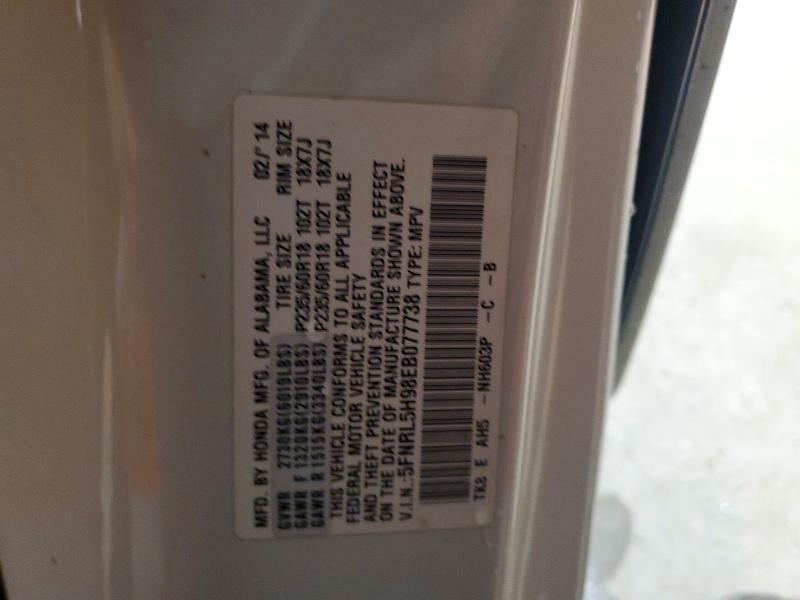 MFD. BY HONDA MFG. OF ALABAMA, LLC 02/'14
GVWR 2730KG(6019LBS) TIRE SIZE RIM SIZE
GAWR F 1320KG(2910LBS) P235/60R18 102T 18X7J
GAWR R 1515KG(3340LBS) P235/60R18 102T 18X7J
THIS VEHICLE CONFORMS TO ALL APPLICABLE
FEDERAL MOTOR VEHICLE SAFETY
AND THEFT PREVENTION STANDARDS IN EFFECT
ON THE DATE OF MANUFACTURE SHOWN ABOVE.
V.I.N.:5FNRL5H98EB077738 TYPE: MPV
TK8 E AH5 -NH603P -C -B